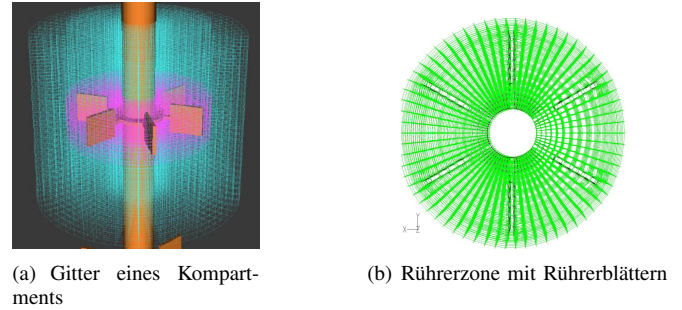 Y
X
Z
(a) Gitter eines Kompart-
ments
(b) Rührerzone mit Rührerblättern